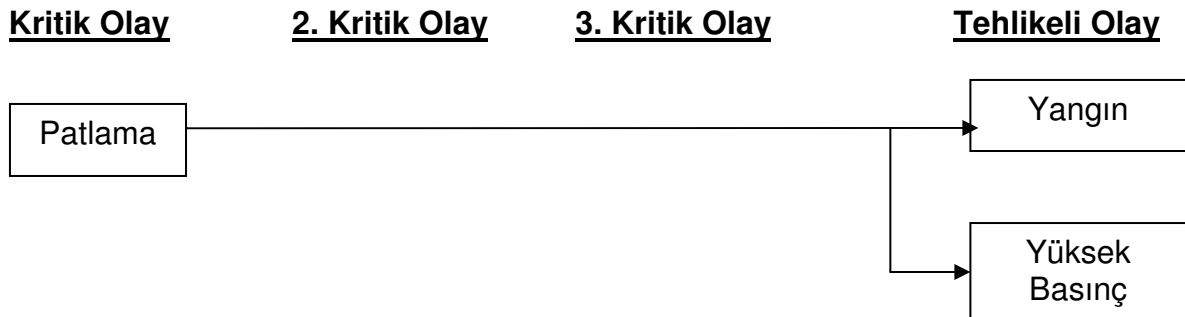 Kritik Olay 2. Kritik Olay 3. Kritik Olay Tehlikeli Olay
Patlama
Yangın
Yüksek
Basınç